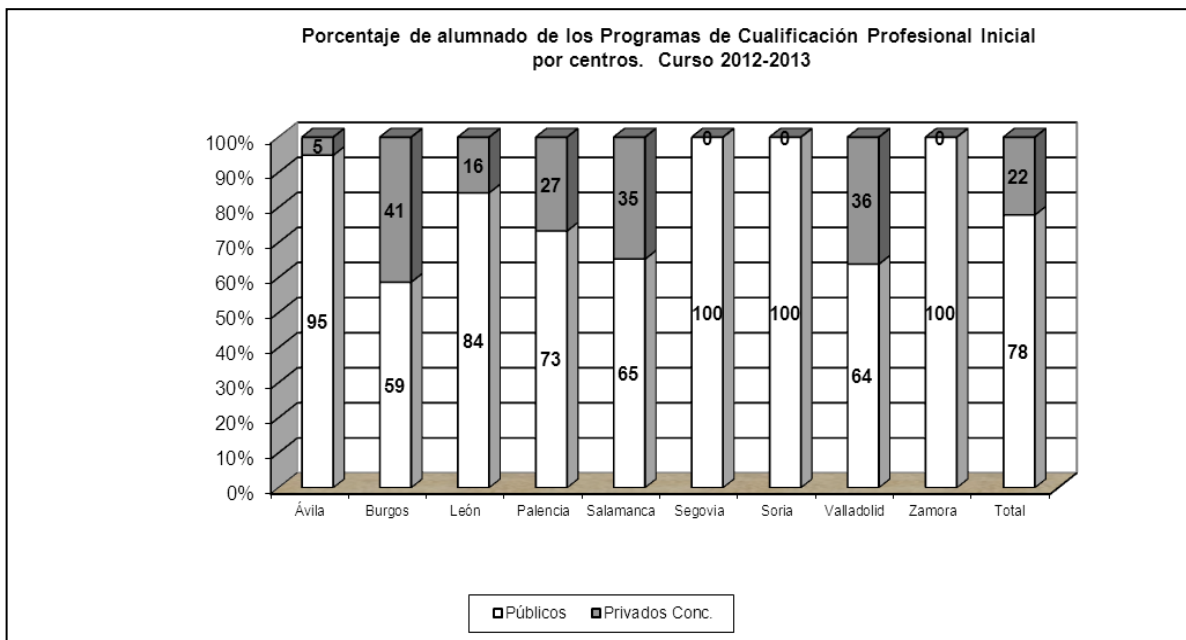 Porcentaje de alumnado de los Programas de Cualificación Profesional Inicial
por centros. Curso 2012-2013
100%
90%
80%
70%
60%
50%
40%
30%
20%
10%
0%
5 41 16 27 35 0 0 36 0 22
95 59 84 73 65 100 100 64 100 78
Ávila Burgos León Palencia Salamanca Segovia Soria Valladolid Zamora Total
Públicos Privados Conc.